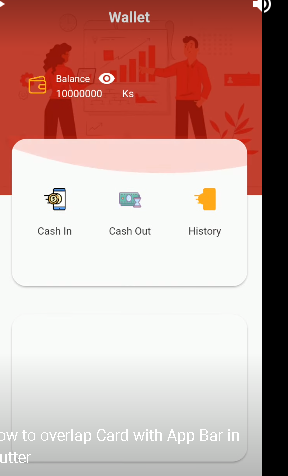 Wallet
Balance
10000000 Ks
Cash In
Cash Out
History
ow to overlap Card with App Bar in
utter